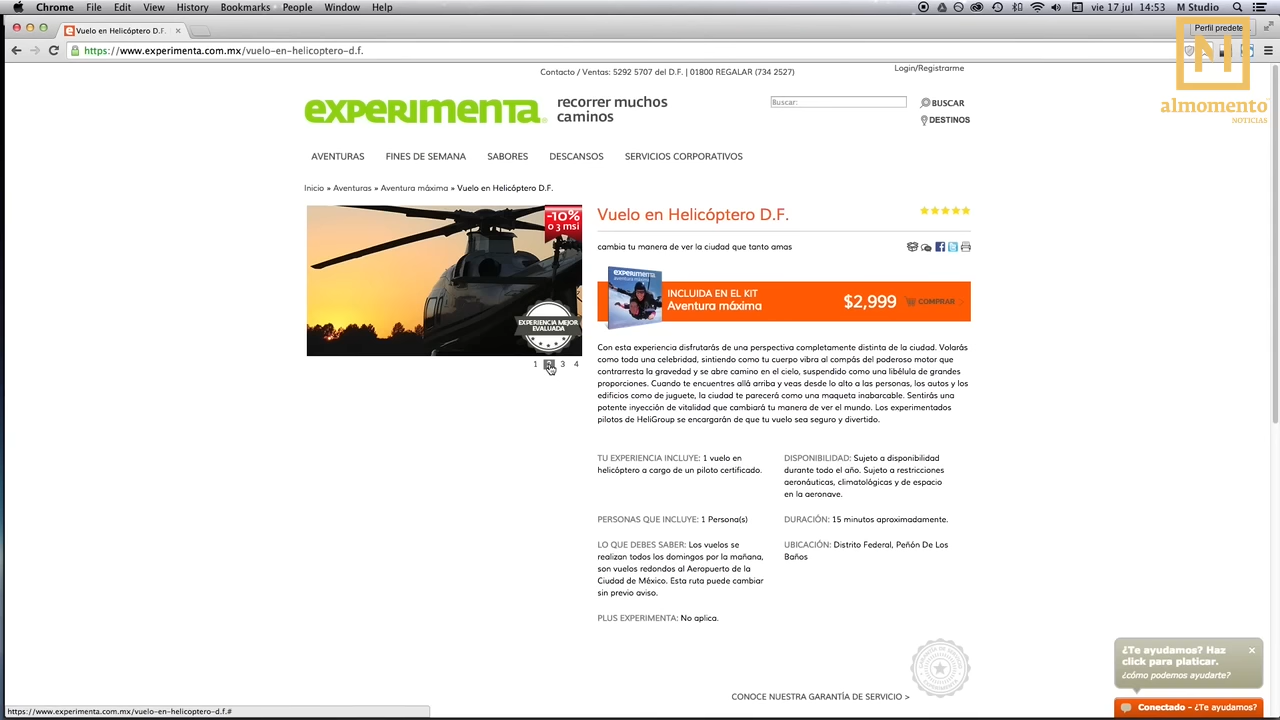 Chrome File Edit View History Bookmarks People Window Help
vie 17 jul 14:53 M Studio
Vuelo en Helicóptero D.F.
Perfil predete
https://www.experimenta.com.mx/vuelo-en-helicoptero-d.f.
almomento
NOTICIAS
Contacto / Ventas: 5292 5707 del D.F. | 01800 REGALAR (734 2527)
Login/Registrarme
experimenta
recorrer muchos
caminos
Buscar:
BUSCAR
DESTINOS
AVENTURAS FINES DE SEMANA SABORES DESCANSOS SERVICIOS CORPORATIVOS
Inicio » Aventuras » Aventura máxima » Vuelo en Helicóptero D.F.
-10%
o 3 msi
EXPERIENCIA MEJOR
EVALUADA
1 3 4
Vuelo en Helicóptero D.F.
cambia tu manera de ver la ciudad que tanto amas
experimenta
aventura máxima
INCLUIDA EN EL KIT
Aventura máxima
$2,999
COMPRAR
Con esta experiencia disfrutarás de una perspectiva completamente distinta de la ciudad. Volarás
como toda una celebridad, sintiendo como tu cuerpo vibra al compás del poderoso motor que
contrarresta la gravedad y se abre camino en el cielo, suspendido como una libélula de grandes
proporciones. Cuando te encuentres allá arriba y veas desde lo alto a las personas, los autos y los
edificios como de juguete, la ciudad te parecerá como una maqueta inabarcable. Sentirás una
potente inyección de vitalidad que cambiará tu manera de ver el mundo. Los experimentados
pilotos de HeliGroup se encargarán de que tu vuelo sea seguro y divertido.
TU EXPERIENCIA INCLUYE: 1 vuelo en
helicóptero a cargo de un piloto certificado.
DISPONIBILIDAD: Sujeto a disponibilidad
durante todo el año. Sujeto a restricciones
aeronáuticas, climatológicas y de espacio
en la aeronave.
PERSONAS QUE INCLUYE: 1 Persona(s)
DURACIÓN: 15 minutos aproximadamente.
LO QUE DEBES SABER: Los vuelos se
realizan todos los domingos por la mañana,
son vuelos redondos al Aeropuerto de la
Ciudad de México. Esta ruta puede cambiar
sin previo aviso.
UBICACIÓN: Distrito Federal, Peñón De Los
Baños
PLUS EXPERIMENTA: No aplica.
CONOCE NUESTRA GARANTÍA DE SERVICIO >
¿Te ayudamos? Haz
click para platicar.
¿cómo podemos ayudarte?
Conectado - ¿Te ayudamos?
https://www.experimenta.com.mx/vuelo-en-helicoptero-d.f.#